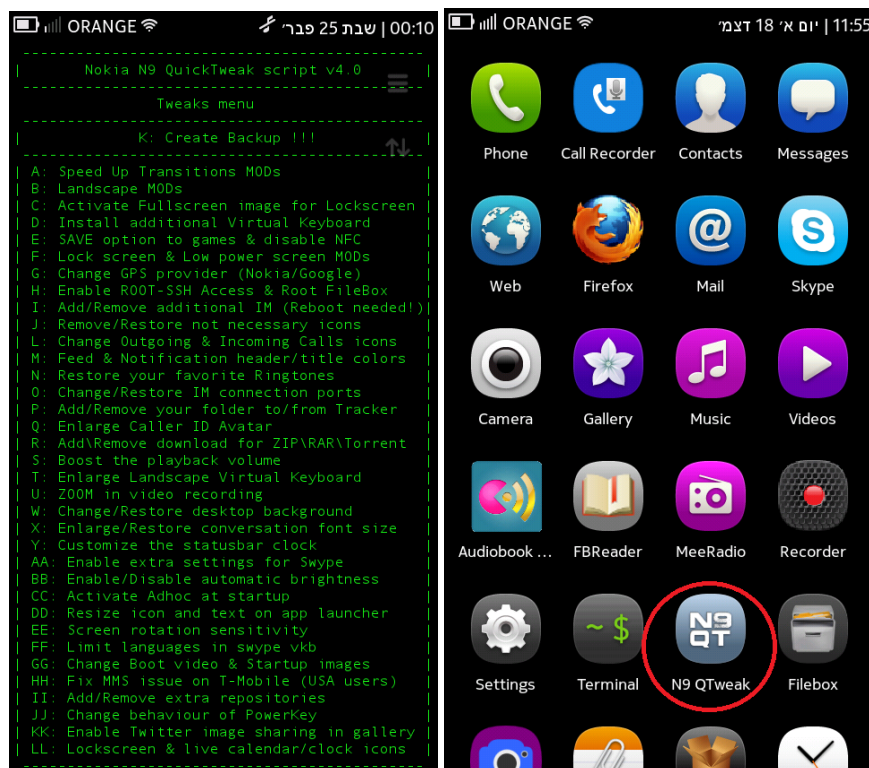 ORANGE שבת 25 פבר׳ | 00:10
Nokia N9 QuickTweak script v4.0
Tweaks menu
K: Create Backup !!!
A: Speed Up Transitions MODs
B: Landscape MODs
C: Activate Fullscreen image for Lockscreen
D: Install additional Virtual Keyboard
E: SAVE option to games & disable NFC
F: Lock screen & Low power screen MODs
G: Change GPS provider (Nokia/Google)
H: Enable ROOT-SSH Access & Root FileBox
I: Add/Remove additional IM (Reboot needed!)
J: Remove/Restore not necessary icons
L: Change Outgoing & Incoming Calls icons
M: Feed & Notification header/title colors
N: Restore your favorite Ringtones
O: Change/Restore IM connection ports
P: Add/Remove your folder to/from Tracker
Q: Enlarge Caller ID Avatar
R: Add\Remove download for ZIP\RAR\Torrent
S: Boost the playback volume
T: Enlarge Landscape Virtual Keyboard
U: ZOOM in video recording
W: Change/Restore desktop background
X: Enlarge/Restore conversation font size
Y: Customize the statusbar clock
AA: Enable extra settings for Swype
BB: Enable/Disable automatic brightness
CC: Activate Adhoc at startup
DD: Resize icon and text on app launcher
EE: Screen rotation sensitivity
FF: Limit languages in swype vkb
GG: Change Boot video & Startup images
HH: Fix MMS issue on T-Mobile (USA users)
II: Add/Remove extra repositories
JJ: Change behaviour of PowerKey
KK: Enable Twitter image sharing in gallery
LL: Lockscreen & live calendar/clock icons
ORANGE יום א׳ 18 דצמ׳ | 11:55
Phone Call Recorder Contacts Messages
@ S
Web Firefox Mail Skype
Camera Gallery Music Videos
Audiobook ... FBReader MeeRadio Recorder
~ $ N9 QT
Settings Terminal N9 QTweak Filebox